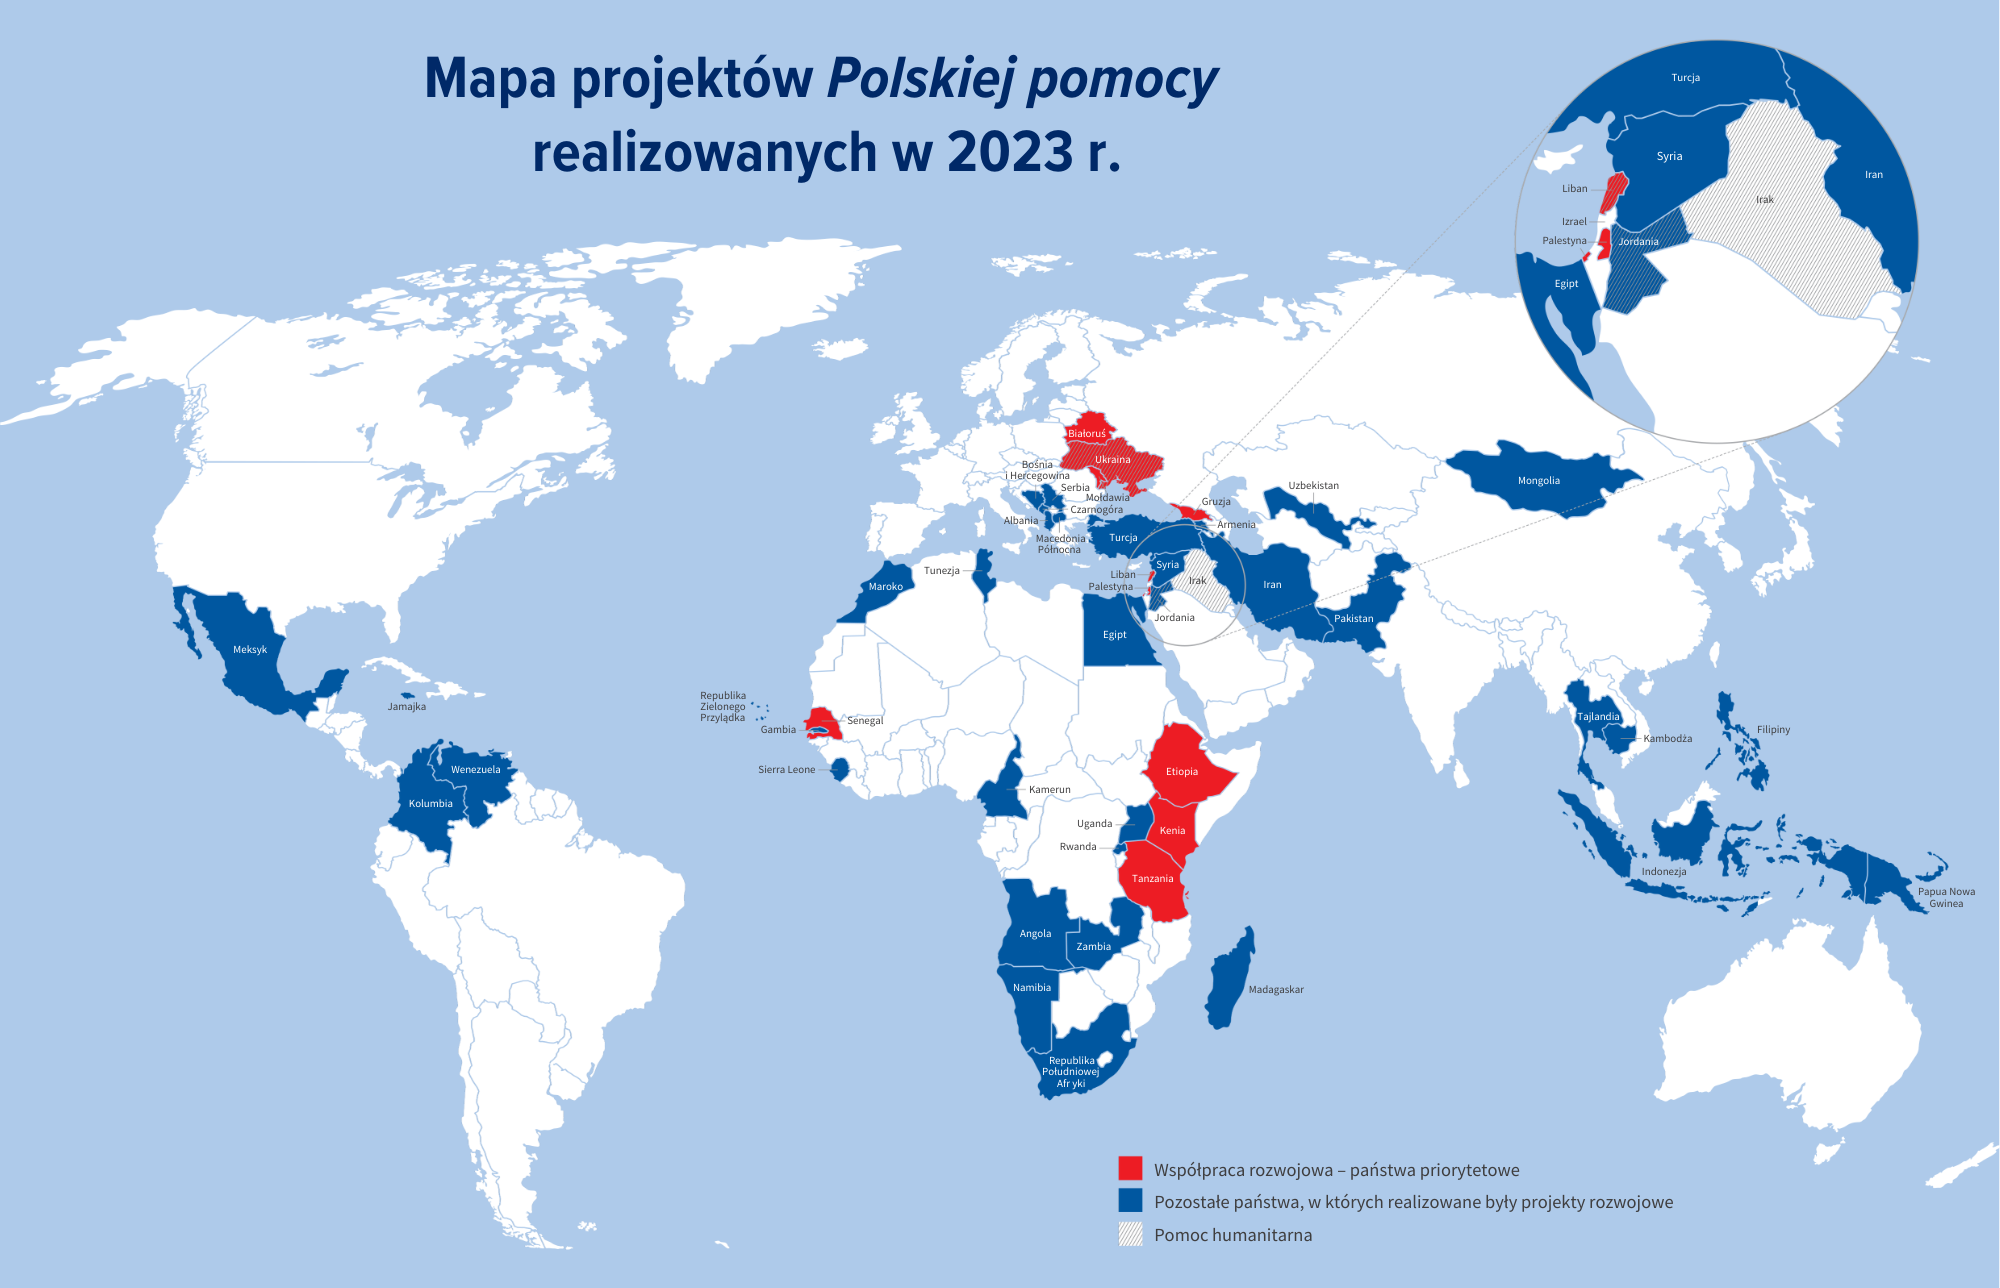 Mapa projektów Polskiej pomocy
realizowanych w 2023 r.
Turcja
Syria
Iran
Irak
Liban
Izrael
Palestyna
Jordania
Egipt
Białoruś
Ukraina
Bośnia
i Hercegowina
Serbia
Mołdawia
Czarnogóra
Albania
Macedonia
Północna
Gruzja
Armenia
Turcja
Uzbekistan
Mongolia
Tunezja
Maroko
Syria
Liban
Palestyna
Irak
Iran
Jordania
Pakistan
Egipt
Meksyk
Jamajka
Republika
Zielonego
Przylądka
Gambia
Senegal
Sierra Leone
Wenezuela
Kolumbia
Kamerun
Etiopia
Uganda
Kenia
Rwanda
Tanzania
Tajlandia
Kambodża
Filipiny
Indonezja
Papua Nowa
Gwinea
Angola
Zambia
Namibia
Madagaskar
Republika
Południowej
Afr yki
Współpraca rozwojowa – państwa priorytetowe
Pozostałe państwa, w których realizowane były projekty rozwojowe
Pomoc humanitarna